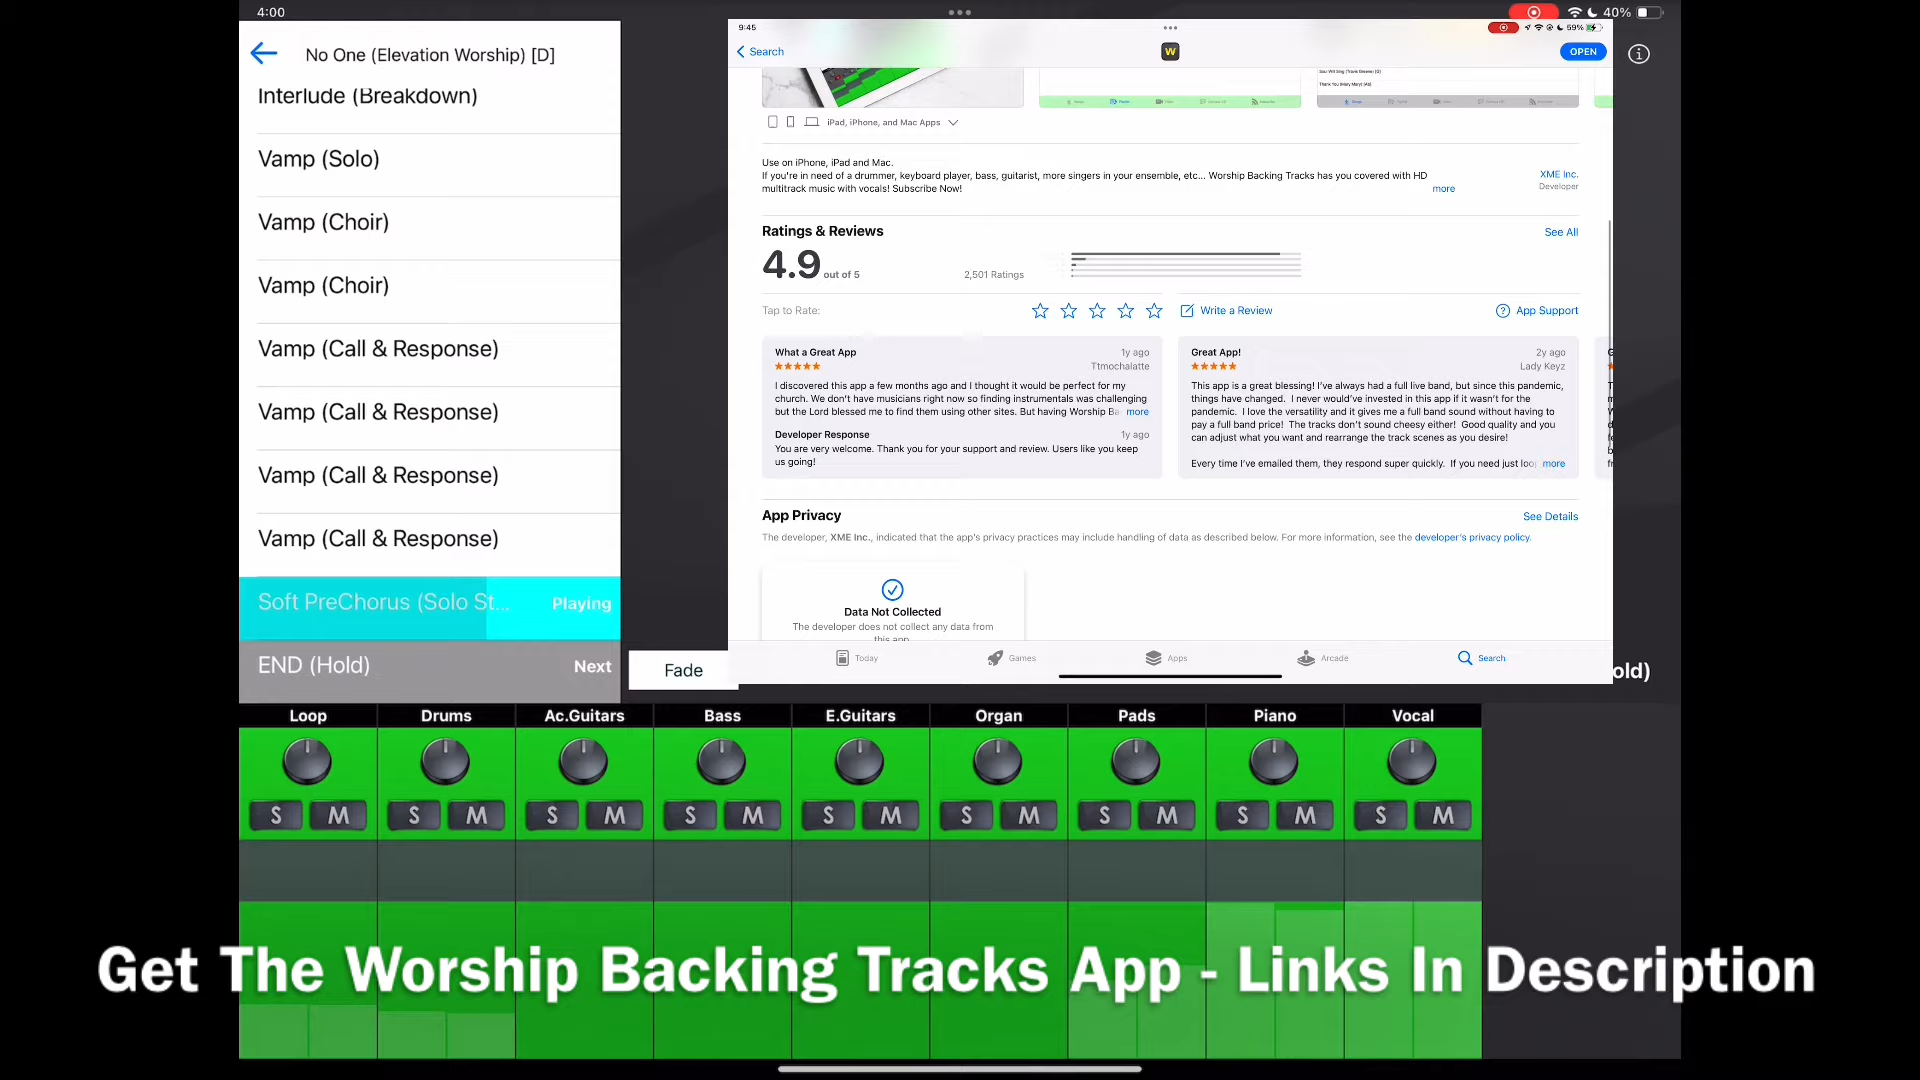 4:00
40%
No One (Elevation Worship) [D]
Interlude (Breakdown)
Vamp (Solo)
Vamp (Choir)
Vamp (Choir)
Vamp (Call & Response)
Vamp (Call & Response)
Vamp (Call & Response)
Vamp (Call & Response)
Soft PreChorus (Solo St... Playing
END (Hold) Next
Fade
9:45
59%
Search
W
OPEN
Thank You (Mary Mary) [Ab]
iPad, iPhone, and Mac Apps
Use on iPhone, iPad and Mac.
If you're in need of a drummer, keyboard player, bass, guitarist, more singers in your ensemble, etc... Worship Backing Tracks has you covered with HD
multitrack music with vocals! Subscribe Now!
more
XME Inc.
Developer
Ratings & Reviews
See All
4.9 out of 5
2,501 Ratings
Tap to Rate:
Write a Review
App Support
What a Great App
1y ago
Ttmochalatte
I discovered this app a few months ago and I thought it would be perfect for my
church. We don't have musicians right now so finding instrumentals was challenging
but the Lord blessed me to find them using other sites. But having Worship Ba more
Developer Response
1y ago
You are very welcome. Thank you for your support and review. Users like you keep
us going!
Great App!
2y ago
Lady Keyz
This app is a great blessing! I've always had a full live band, but since this pandemic,
things have changed. I never would've invested in this app if it wasn't for the
pandemic. I love the versatility and it gives me a full band sound without having to
pay a full band price! The tracks don't sound cheesy either! Good quality and you
can adjust what you want and rearrange the track scenes as you desire!
Every time I've emailed them, they respond super quickly. If you need just loo more
App Privacy
See Details
The developer, XME Inc., indicated that the app's privacy practices may include handling of data as described below. For more information, see the developer's privacy policy.
Data Not Collected
The developer does not collect any data from
this app.
Today
Games
Apps
Arcade
Search
old)
Loop Drums Ac.Guitars Bass E.Guitars Organ Pads Piano Vocal
S M S M S M S M S M S M S M S M S M
Get The Worship Backing Tracks App - Links In Description